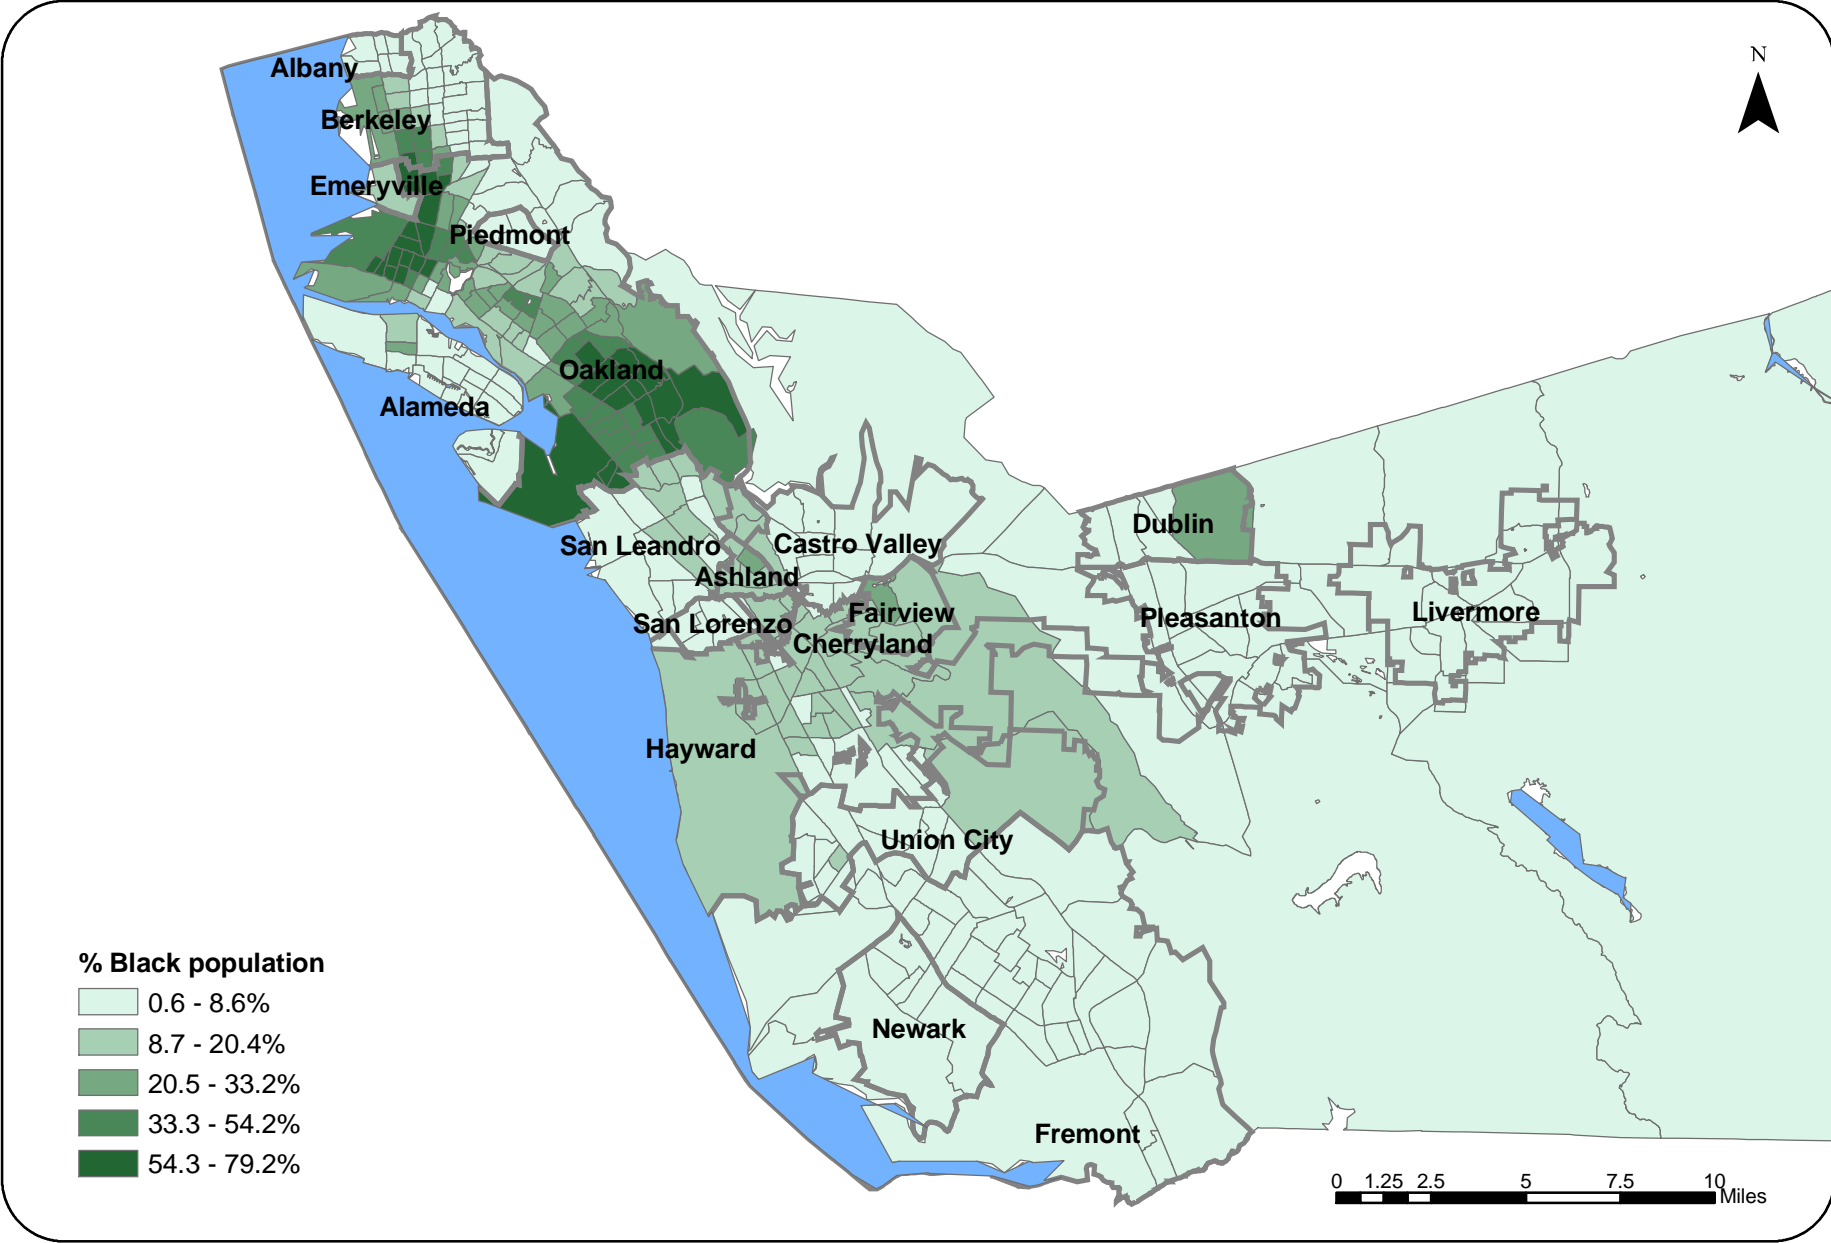 N
Albany
Berkeley
Emeryville
Piedmont
Oakland
Alameda
Dublin
San Leandro
Castro Valley
Ashland
Fairview
Livermore
Pleasanton
San Lorenzo
Cherryland
Hayward
Union City
Newark
Fremont
% Black population
0.6 - 8.6%
8.7 - 20.4%
20.5 - 33.2%
33.3 - 54.2%
54.3 - 79.2%
0 1.25 2.5 5 7.5 10
Miles